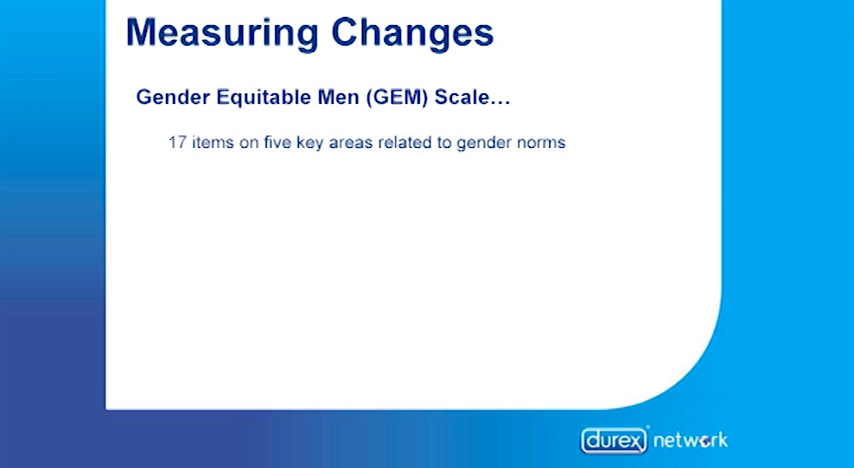 Measuring Changes
Gender Equitable Men (GEM) Scale…
17 items on five key areas related to gender norms
durex® network